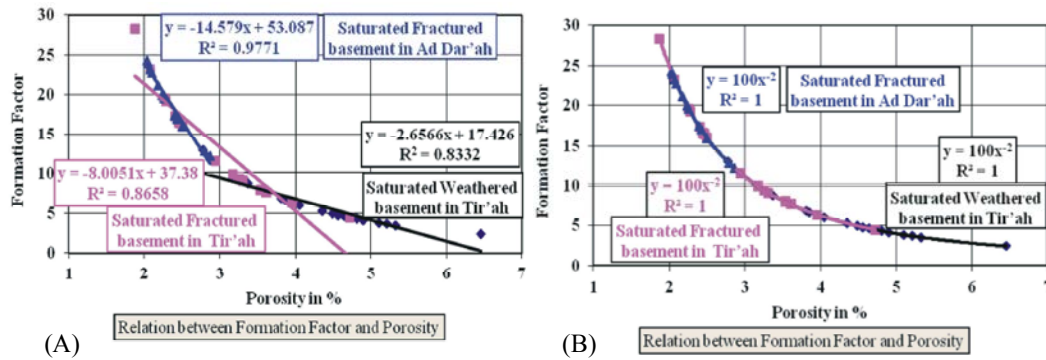 y = -14.579x + 53.087
R² = 0.9771
Saturated Fractured
basement in Ad Dar'ah
y = -2.6566x + 17.426
R² = 0.8332
y = -8.0051x + 37.38
R² = 0.8658
Saturated Weathered
basement in Tir'ah
Saturated Fractured
basement in Tir'ah
Formation Factor
30
25
20
15
10
5
0
1 2 3 4 5 6 7
Porosity in %
(A)
Relation between Formation Factor and Porosity
y = 100x⁻²
R² = 1
Saturated Fractured
basement in Ad Dar'ah
y = 100x⁻²
R² = 1
y = 100x⁻²
R² = 1
Saturated Weathered
basement in Tir'ah
Saturated Fractured
basement in Tir'ah
Formation Factor
30
25
20
15
10
5
0
1 2 3 4 5 6 7
Porosity in %
(B)
Relation between Formation Factor and Porosity